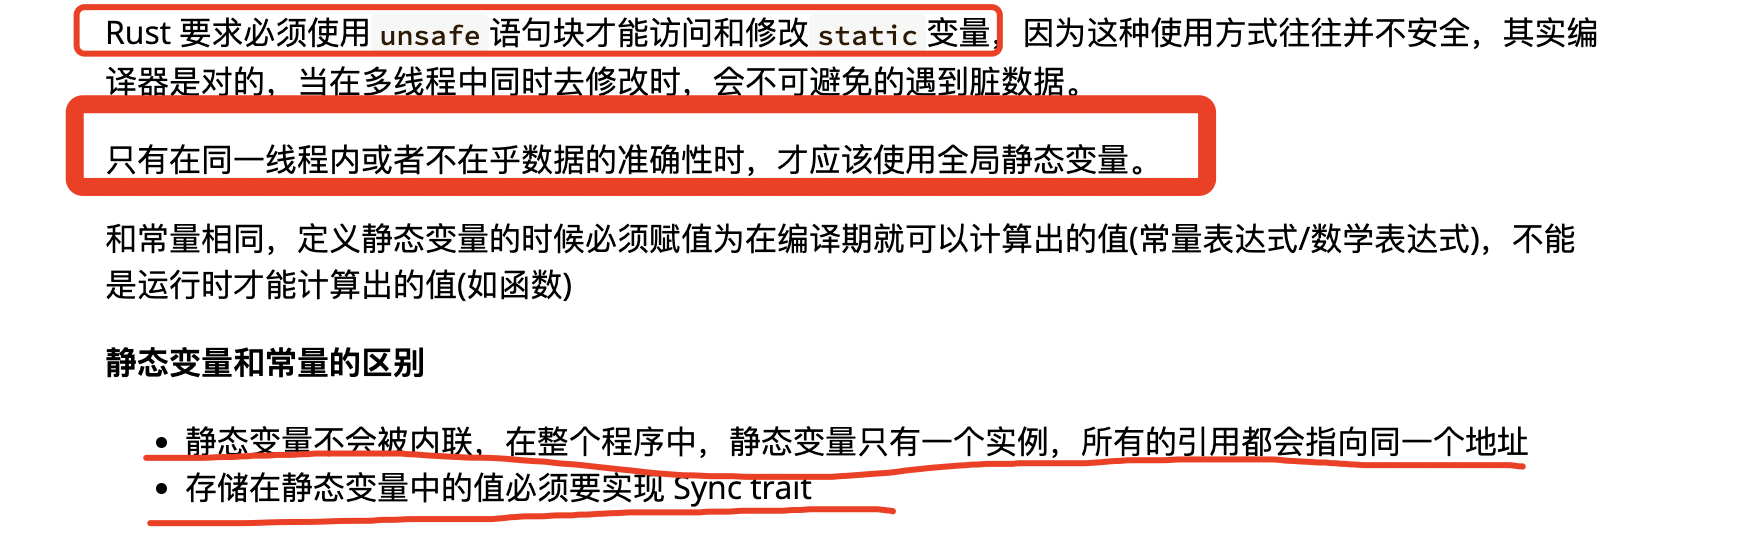 Rust 要求必须使用 unsafe 语句块才能访问和修改 static 变量，因为这种使用方式往往并不安全，其实编
译器是对的，当在多线程中同时去修改时，会不可避免的遇到脏数据。
只有在同一线程内或者不在乎数据的准确性时，才应该使用全局静态变量。
和常量相同，定义静态变量的时候必须赋值为在编译期就可以计算出的值(常量表达式/数学表达式)，不能
是运行时才能计算出的值(如函数)
静态变量和常量的区别
• 静态变量不会被内联，在整个程序中，静态变量只有一个实例，所有的引用都会指向同一个地址
• 存储在静态变量中的值必须要实现 Sync trait